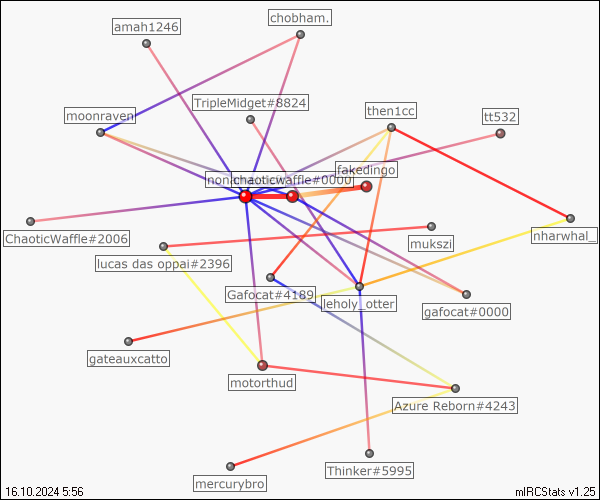 amah1246
chobham.
TripleMidget#8824
moonraven
then1cc
tt532
fakedingo
chaoticwaffle#0000
ChaoticWaffle#2006
nharwhal_
mukszi
lucas das oppai#2396
Gafocat#4189
leholy_otter
gafocat#0000
gateauxcatto
motorthud
Azure Reborn#4243
mercurybro
Thinker#5995
16.10.2024 5:56
mIRCStats v1.25